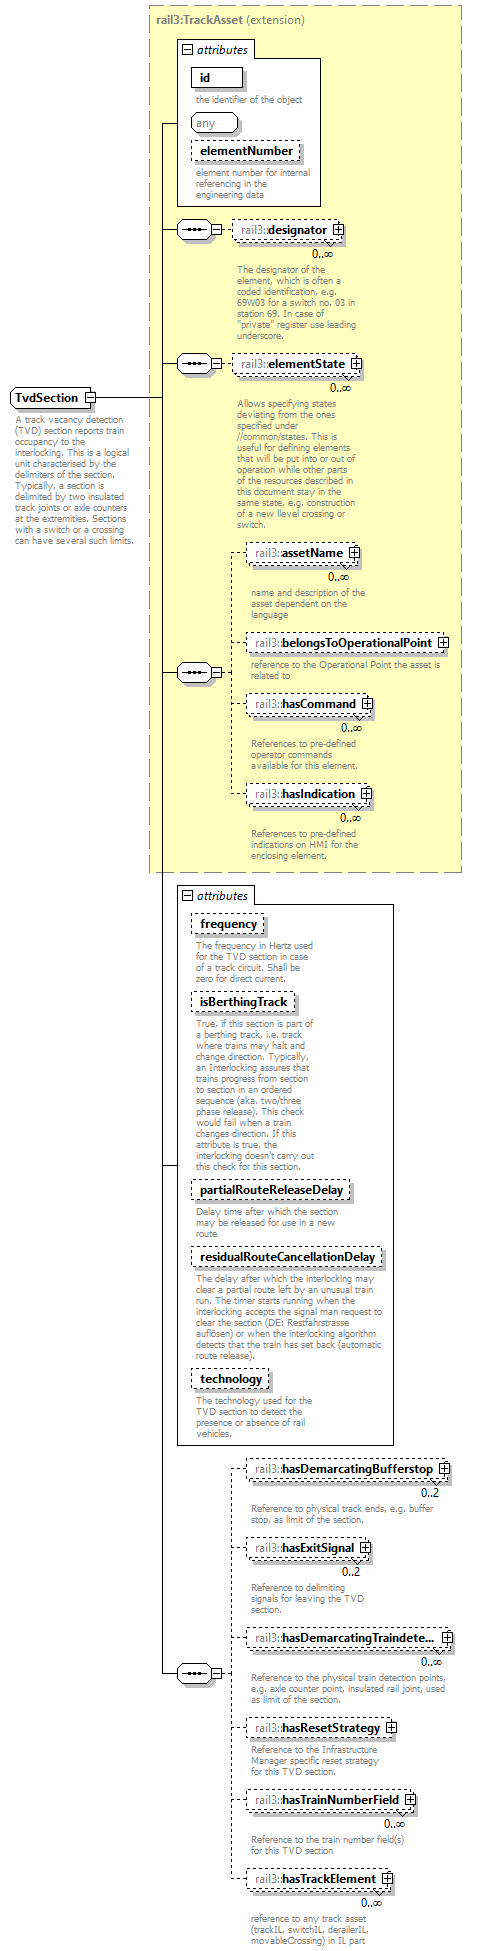 rail3:TrackAsset (extension)
attributes
id
the identifier of the object
any
elementNumber
element number for internal
referencing in the
engineering data
rail3:designator
0..∞
The designator of the
element, which is often a
coded identification, e.g.
69W03 for a switch no. 03 in
station 69. In case of
"private" register use leading
underscore.
rail3:elementState
0..∞
Allows specifying states
deviating from the ones
specified under
//common/states. This is
useful for defining elements
that will be put into or out of
operation while other parts
of the resources described in
this document stay in the
same state, e.g. construction
of a new llevel crossing or
switch.
TvdSection
A track vacancy detection
(TVD) section reports train
occupancy to the
interlocking. This is a logical
unit characterised by the
delimiters of the section.
Typically, a section is
delimited by two insulated
track joints or axle counters
at the extremities. Sections
with a switch or a crossing
can have several such limits.
rail3:assetName
0..∞
name and description of the
asset dependent on the
language
rail3:belongsToOperationalPoint
reference to the Operational Point the asset is
related to
rail3:hasCommand
0..∞
References to pre-defined
operator commands
available for this element.
rail3:hasIndication
0..∞
References to pre-defined
indications on HMI for the
enclosing element.
attributes
frequency
The frequency in Hertz used
for the TVD section in case
of a track circuit. Shall be
zero for direct current.
isBerthingTrack
True, if this section is part of
a berthing track, i.e. track
where trains may halt and
change direction. Typically,
an Interlocking assures that
trains progress from section
to section in an ordered
sequence (aka. two/three
phase release). This check
would fail when a train
changes direction. If this
attribute is true, the
interlocking doesn't carry out
this check for this section.
partialRouteReleaseDelay
Delay time after which the section
may be released for use in a new
route
residualRouteCancellationDelay
The delay after which the interlocking may
clear a partial route left by an unusual train
run. The timer starts running when the
interlocking accepts the signal man request to
clear the section (DE: Restfahrstrasse
auflösen) or when the interlocking algorithm
detects that the train has set back (automatic
route release).
technology
The technology used for the
TVD section to detect the
presence or absence of rail
vehicles.
rail3:hasDemarcatingBufferstop
0..2
Reference to physical track ends, e.g. buffer
stop, as limit of the section.
rail3:hasExitSignal
0..2
Reference to delimiting
signals for leaving the TVD
section.
rail3:hasDemarcatingTraindete...
0..∞
Reference to the physical train detection points,
e.g. axle counter point, insulated rail joint, used
as limit of the section.
rail3:hasResetStrategy
Reference to the Infrastructure
Manager specific reset strategy
for this TVD section.
rail3:hasTrainNumberField
0..∞
Reference to the train number field(s)
for this TVD section
rail3:hasTrackElement
0..∞
reference to any track asset
(trackIL, switchIL, derailerIL,
movableCrossing) in IL part